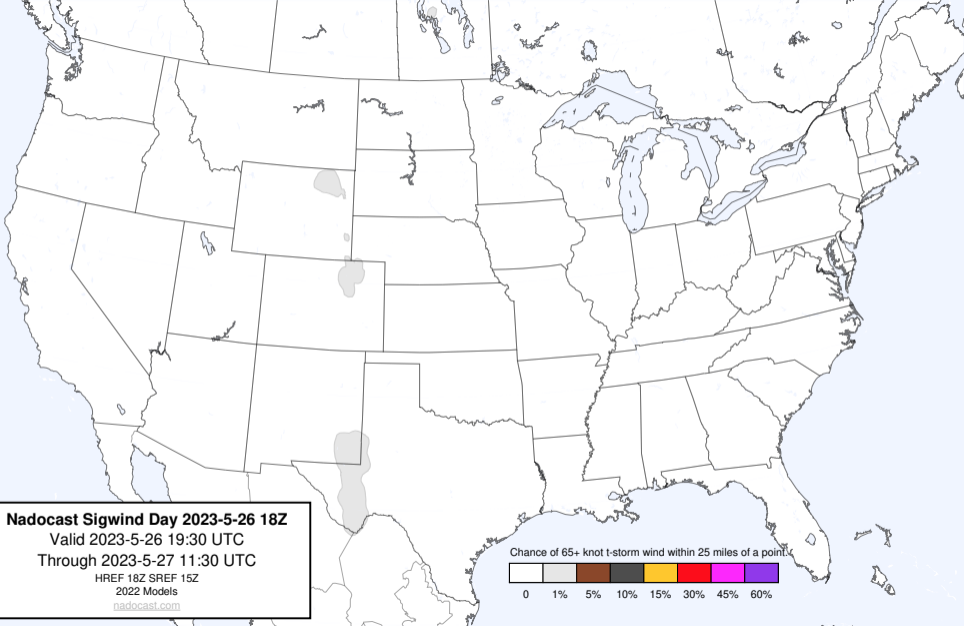 Nadocast Sigwind Day 2023-5-26 18Z
Valid 2023-5-26 19:30 UTC
Through 2023-5-27 11:30 UTC
HREF 18Z SREF 15Z
2022 Models
nadocast.com
Chance of 65+ knot t-storm wind within 25 miles of a point.
0 1% 5% 10% 15% 30% 45% 60%